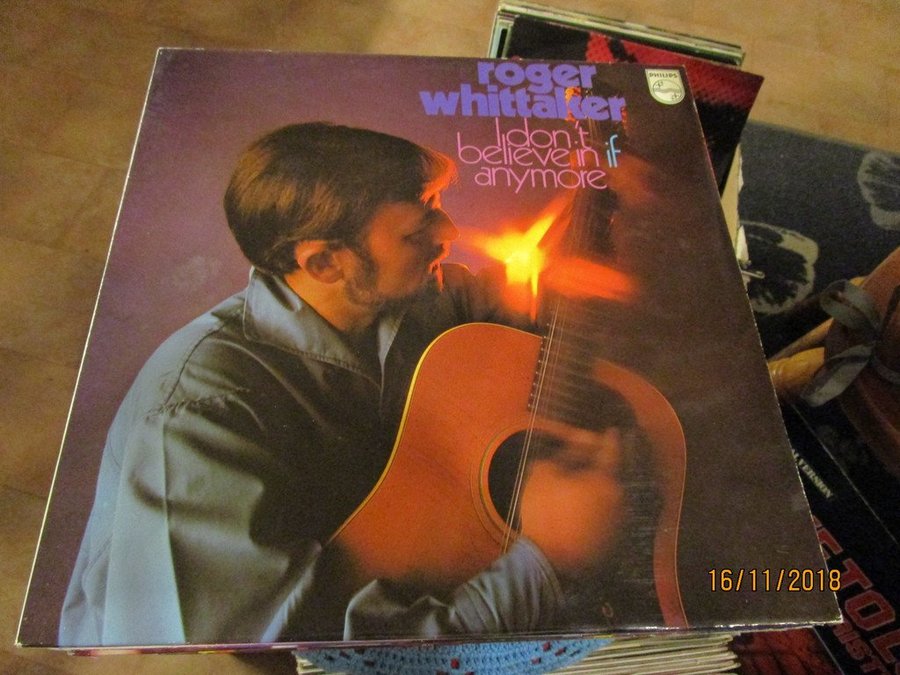 roger
whittaker
PHILIPS
I don't
believe in if
anymore
16/11/2018